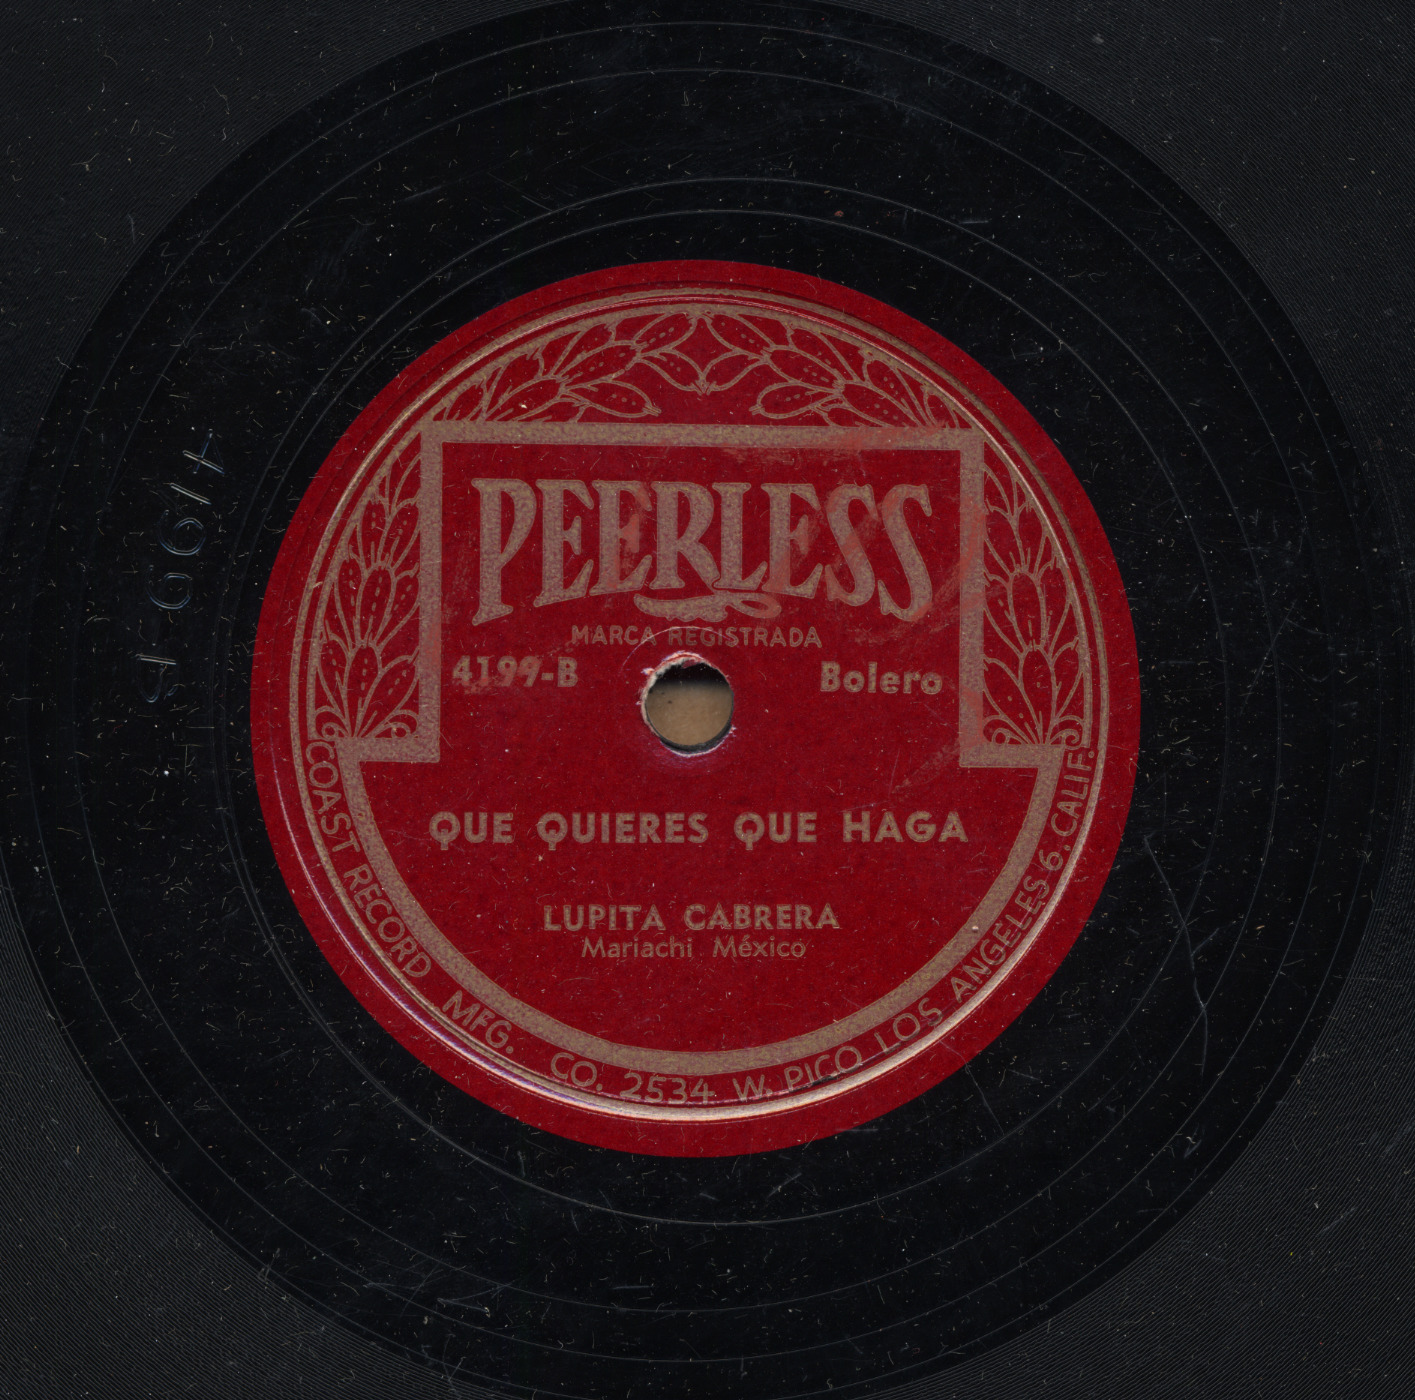 PEERLESS
MARCA REGISTRADA
4199-B
Bolero
QUE QUIERES QUE HAGA
LUPITA CABRERA
Mariachi México
COAST RECORD MFG. CO. 2534 W. PICO LOS ANGELES 6, CALIF.